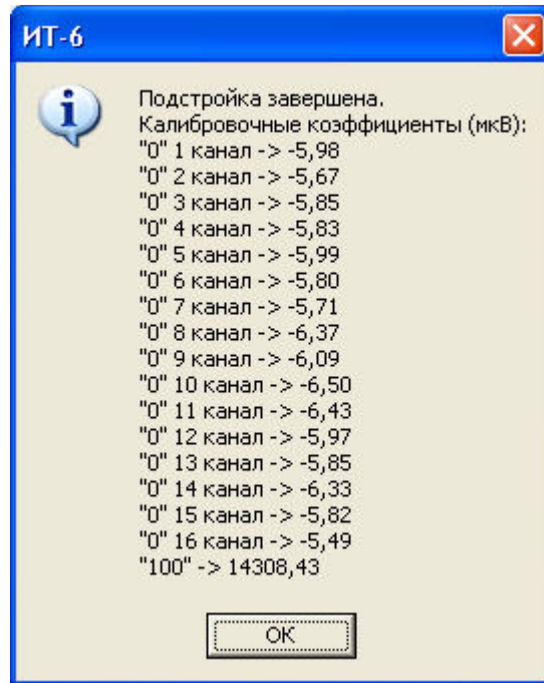 ИТ-6
Подстройка завершена.
Калибровочные коэффициенты (мкВ):
"0" 1 канал -> -5,98
"0" 2 канал -> -5,67
"0" 3 канал -> -5,85
"0" 4 канал -> -5,83
"0" 5 канал -> -5,99
"0" 6 канал -> -5,80
"0" 7 канал -> -5,71
"0" 8 канал -> -6,37
"0" 9 канал -> -6,09
"0" 10 канал -> -6,50
"0" 11 канал -> -6,43
"0" 12 канал -> -5,97
"0" 13 канал -> -5,85
"0" 14 канал -> -6,33
"0" 15 канал -> -5,82
"0" 16 канал -> -5,49
"100" -> 14308,43
OK